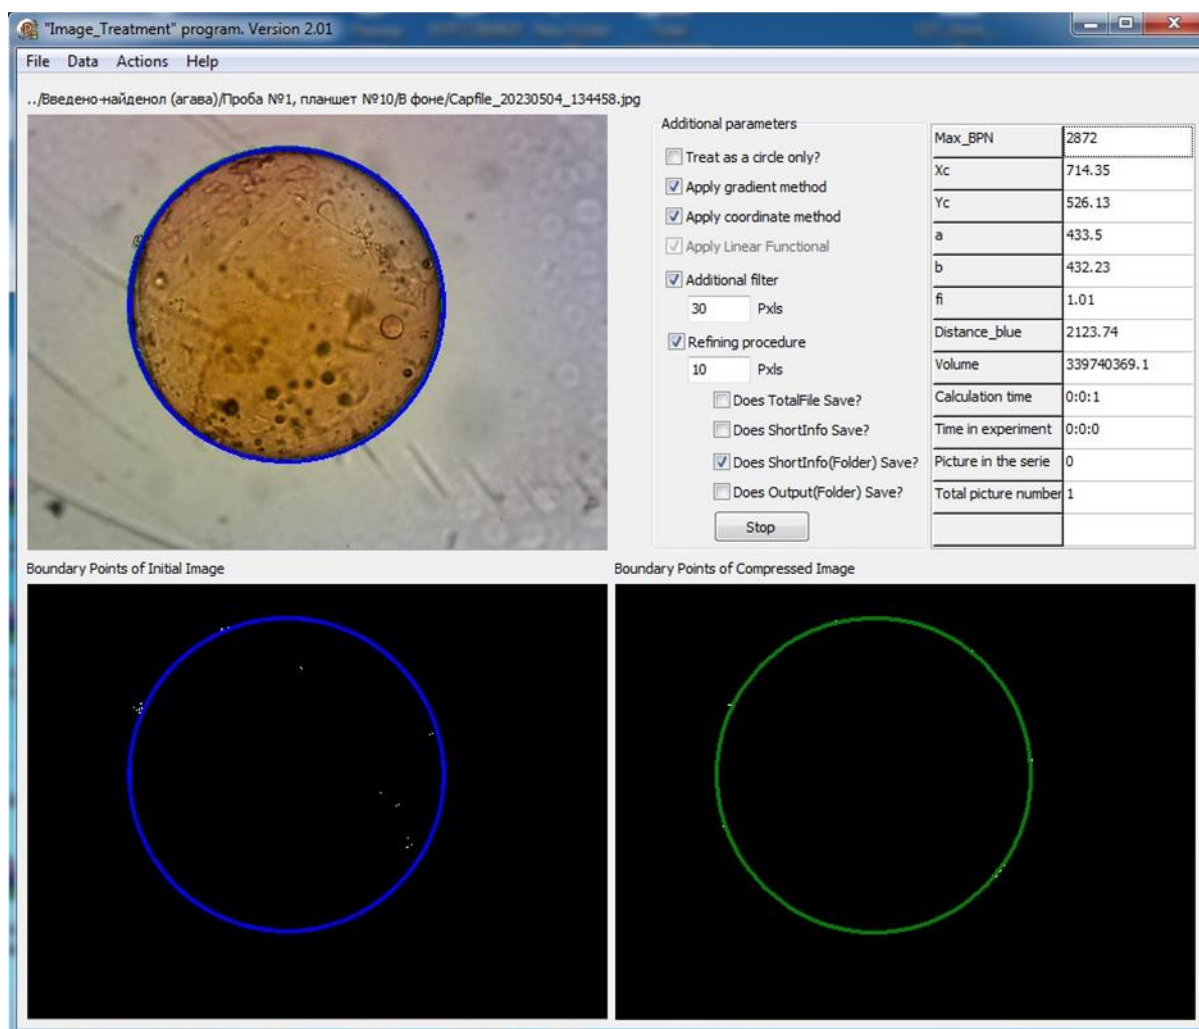 "Image_Treatment" program. Version 2.01
File Data Actions Help
../Введено-найденол (агава)/Проба №1, планшет №10/В фоне/Capfile_20230504_134458.jpg
Additional parameters
Treat as a circle only?
Apply gradient method
Apply coordinate method
Apply Linear Functional
Additional filter
30 Pxls
Refining procedure
10 Pxls
Does TotalFile Save?
Does ShortInfo Save?
Does ShortInfo(Folder) Save?
Does Output(Folder) Save?
Stop
Max_BPN 2872
Xc 714.35
Yc 526.13
a 433.5
b 432.23
fi 1.01
Distance_blue 2123.74
Volume 339740369.1
Calculation time 0:0:1
Time in experiment 0:0:0
Picture in the serie 0
Total picture number 1
Boundary Points of Initial Image
Boundary Points of Compressed Image